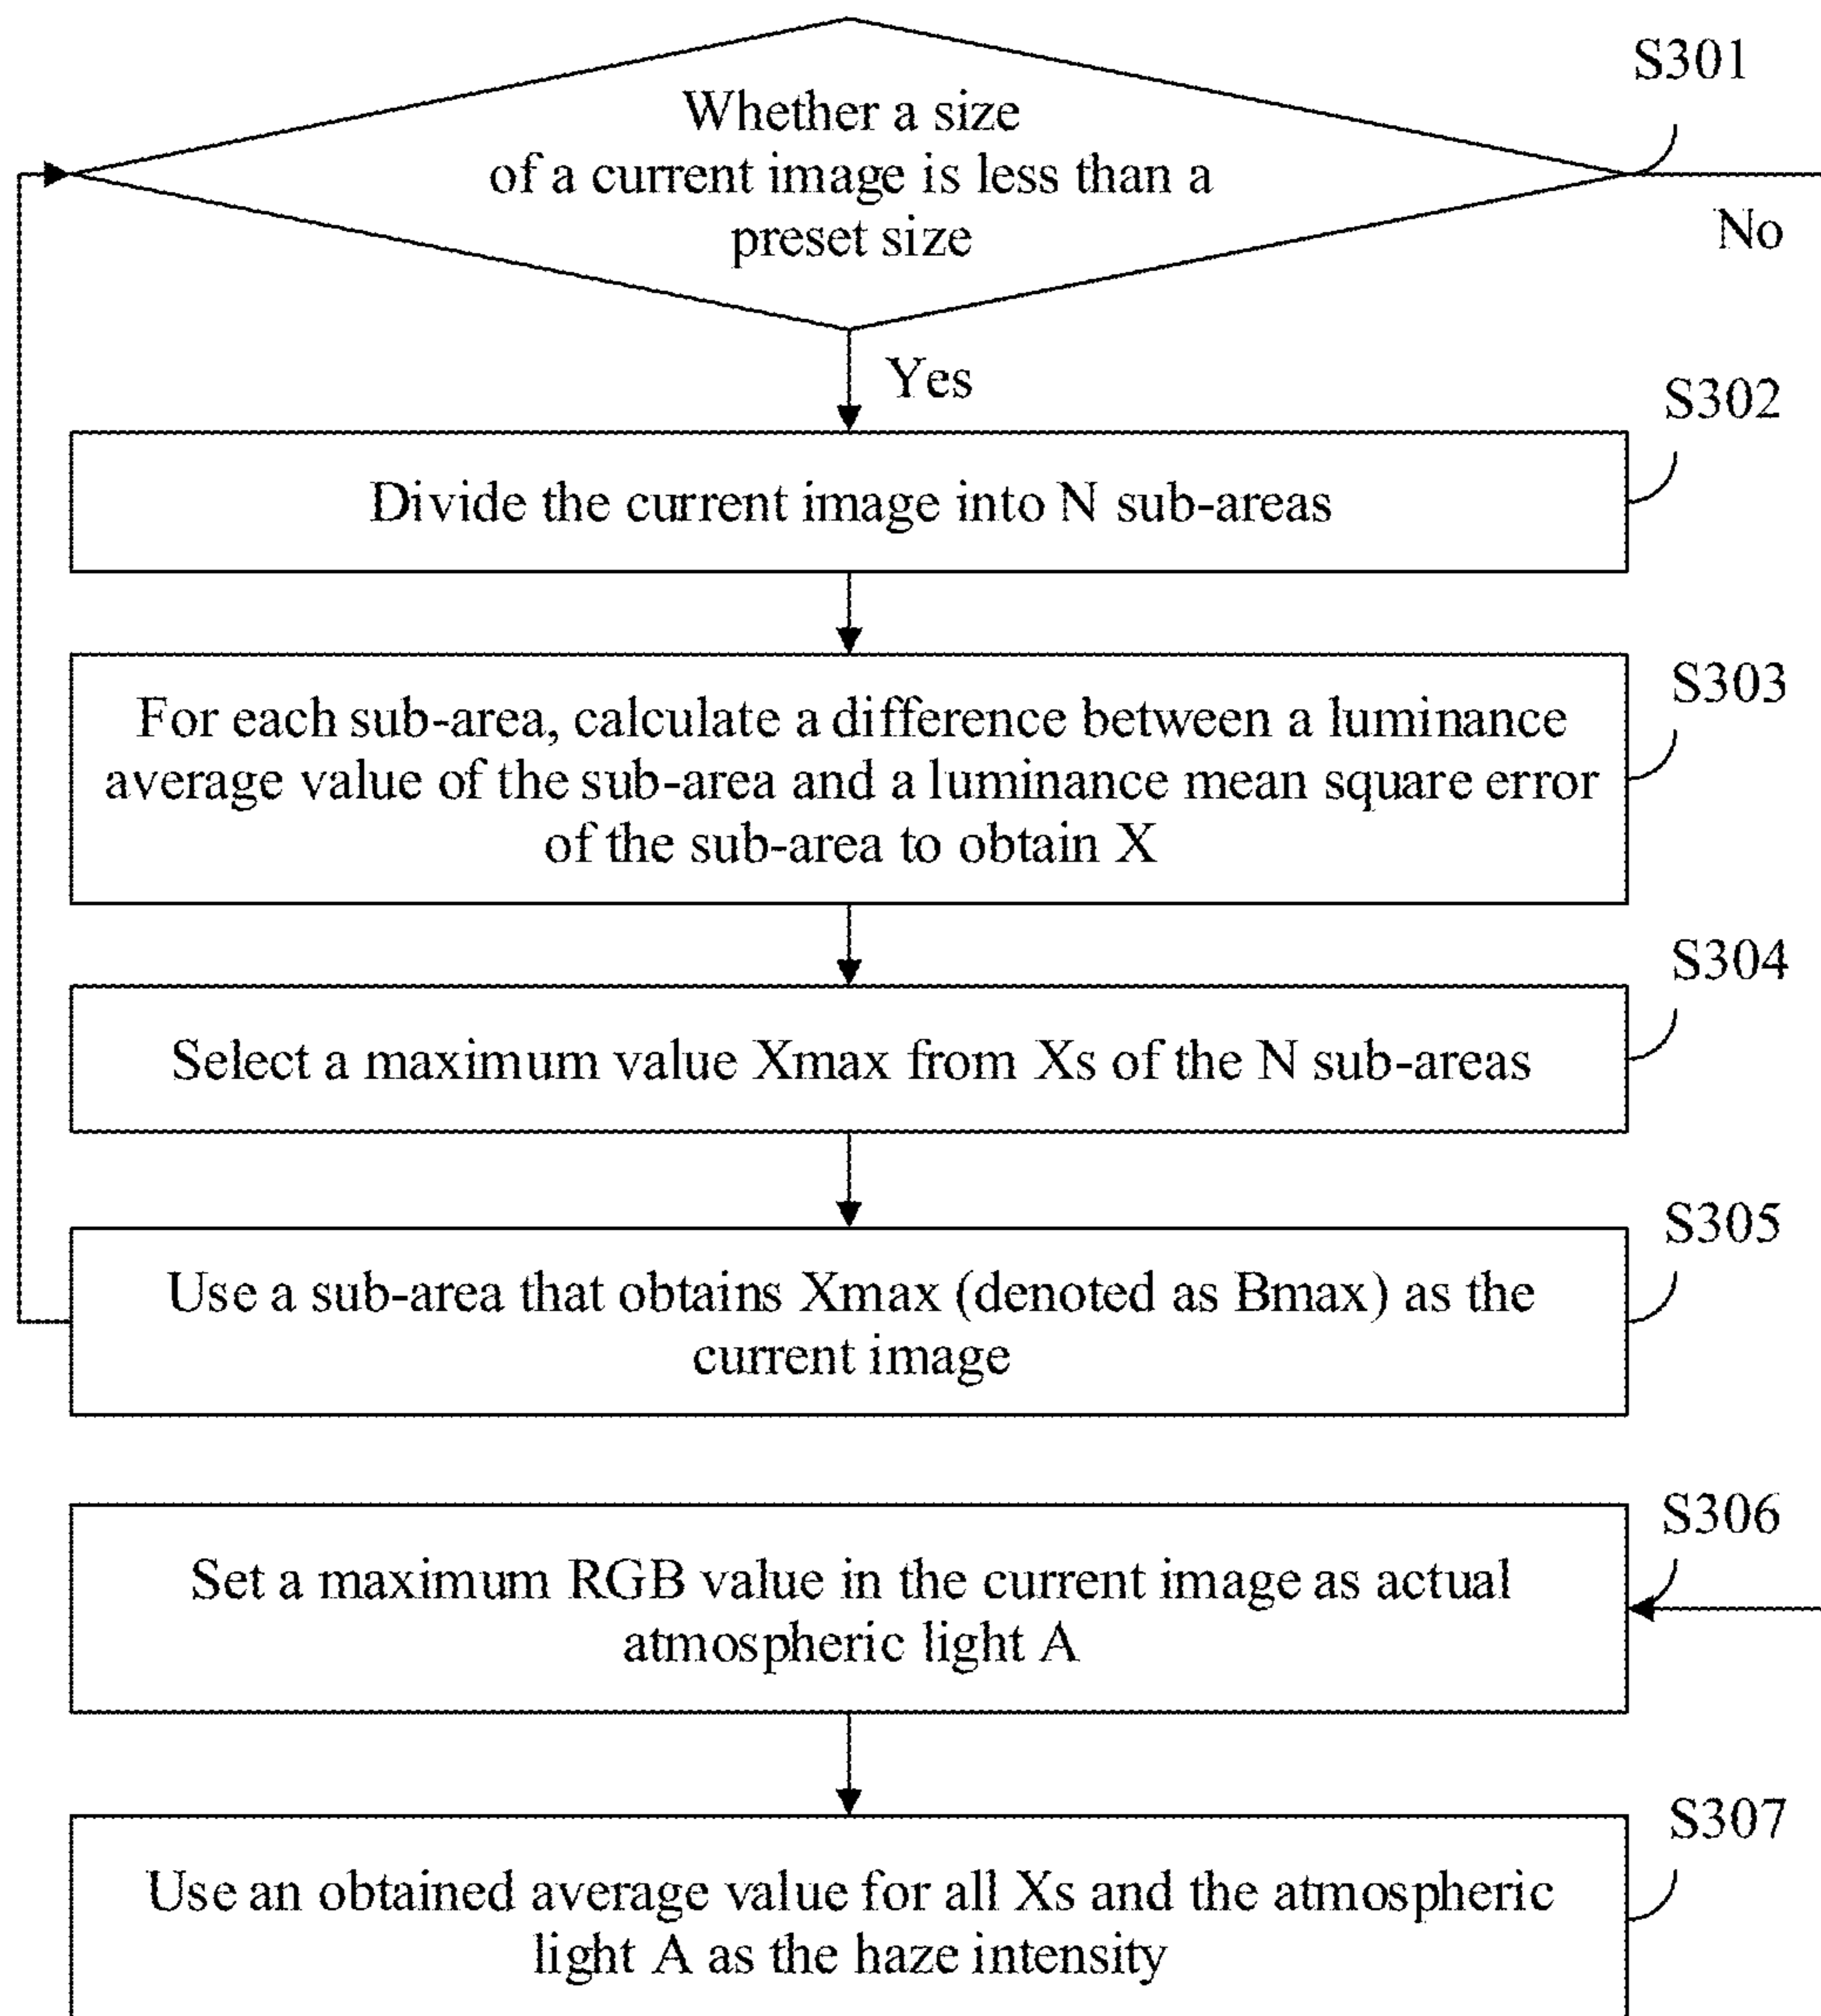 S301
Whether a size
of a current image is less than a
preset size
No
Yes
S302
Divide the current image into N sub-areas
S303
For each sub-area, calculate a difference between a luminance
average value of the sub-area and a luminance mean square error
of the sub-area to obtain X
S304
Select a maximum value Xmax from Xs of the N sub-areas
S305
Use a sub-area that obtains Xmax (denoted as Bmax) as the
current image
S306
Set a maximum RGB value in the current image as actual
atmospheric light A
S307
Use an obtained average value for all Xs and the atmospheric
light A as the haze intensity